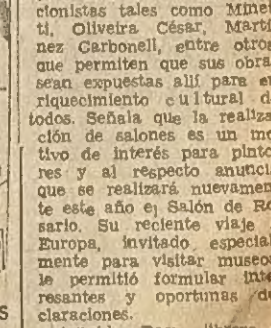 cionistas tales como Mine
ti, Oliveira César, Marti
nez Carbonell, entre otros
que permiten que sus obra
sean expuestas allí para e
riquecimiento cultural d
todos. Señala que la realiza
ción de salones es un mo
tivo de interés para pinto
res y al respecto anunci
que se realizará nuevamen
te este año el Salón de Ro
sario. Su reciente viaje
Europa, invitado especial
mente para visitar museos
le permitió formular inte
resantes y oportunas de
claraciones.
S